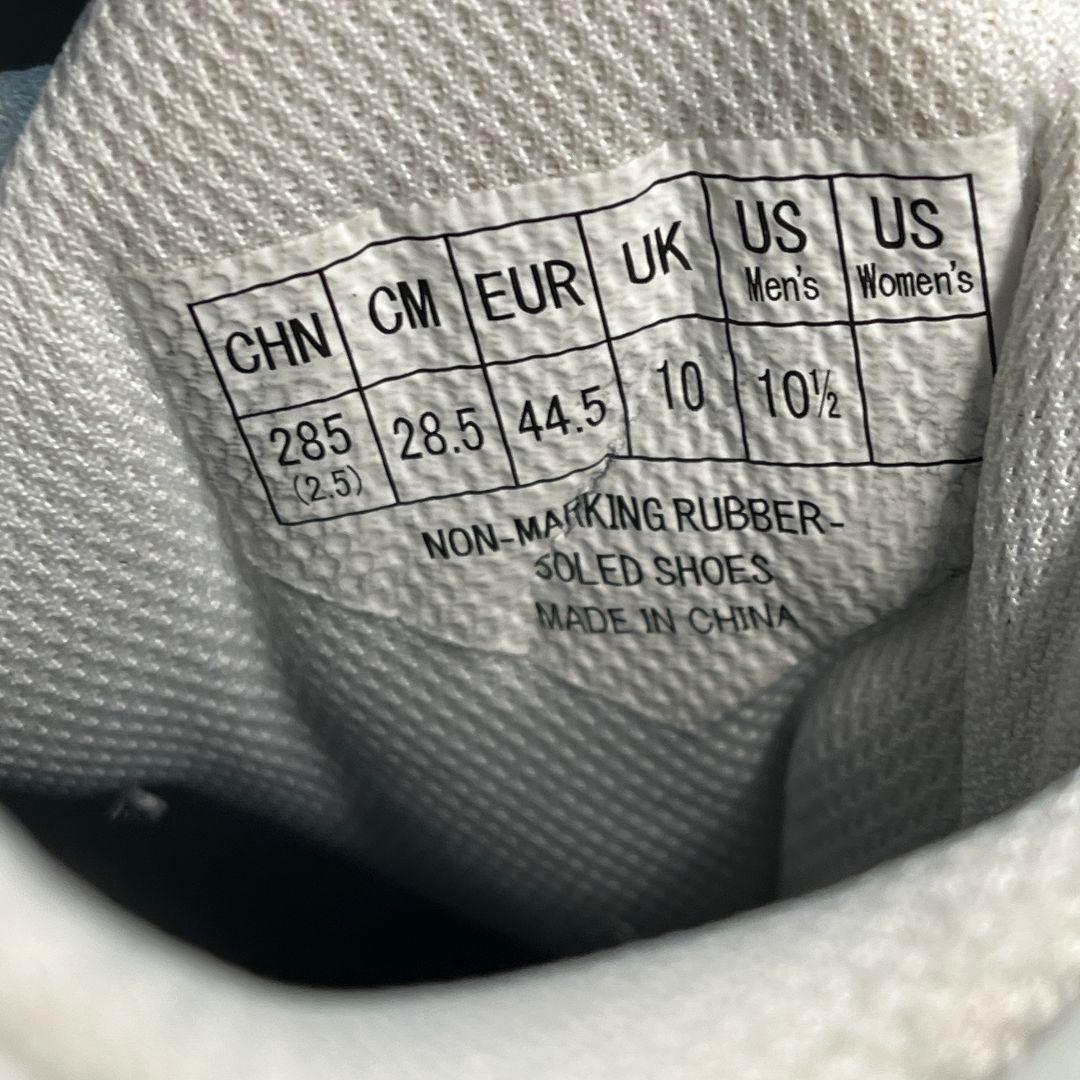 CHN CM EUR UK US Men's US Women's
285 (2.5) 28.5 44.5 10 10½
NON-MARKING RUBBER-
SOLED SHOES
MADE IN CHINA